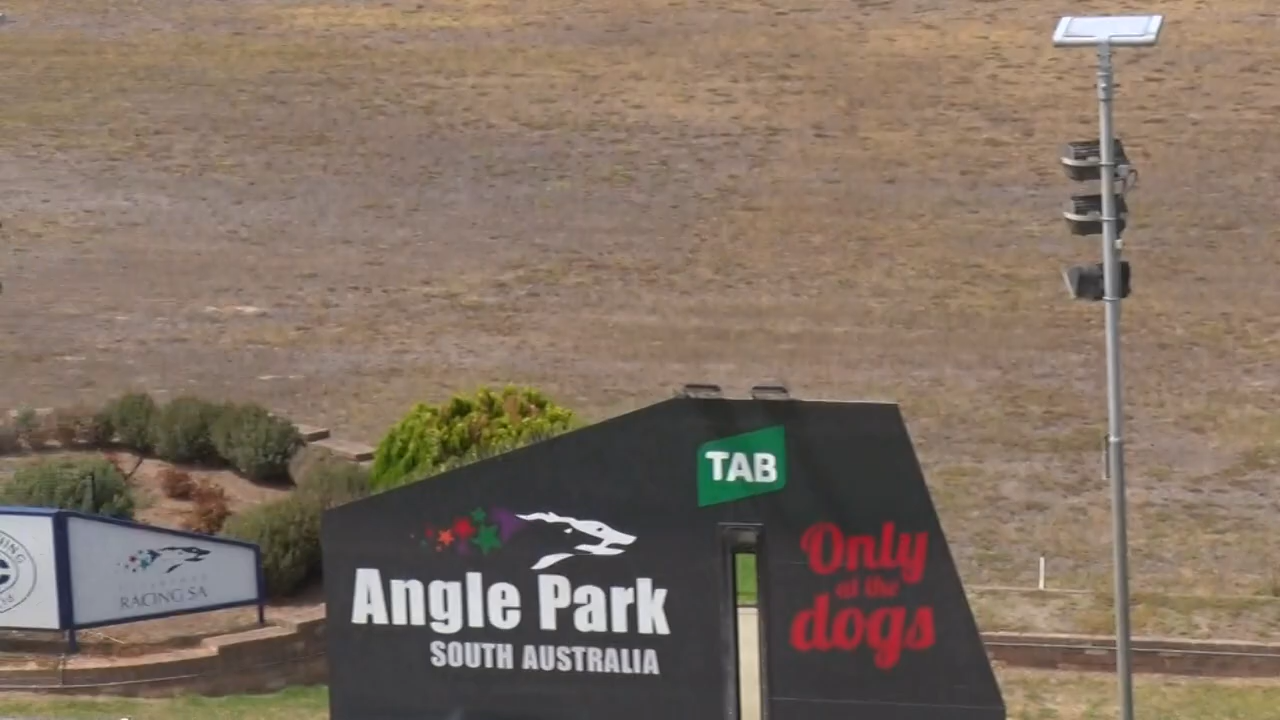 TAB
Angle Park
SOUTH AUSTRALIA
Only
at the
dogs
RACING SA